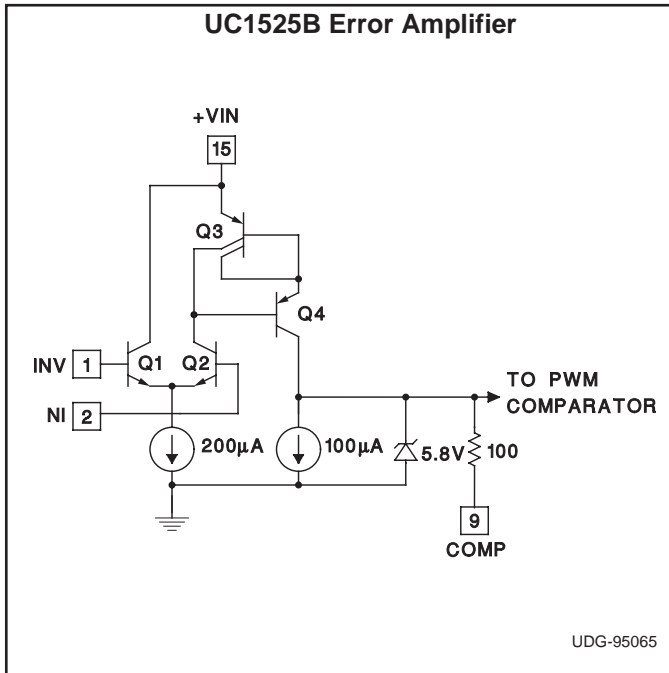 UC1525B Error Amplifier
+VIN
15
Q3
Q4
INV 1 Q1 Q2
NI 2
TO PWM
COMPARATOR
200µA 100µA 5.8V 100
9
COMP
UDG-95065